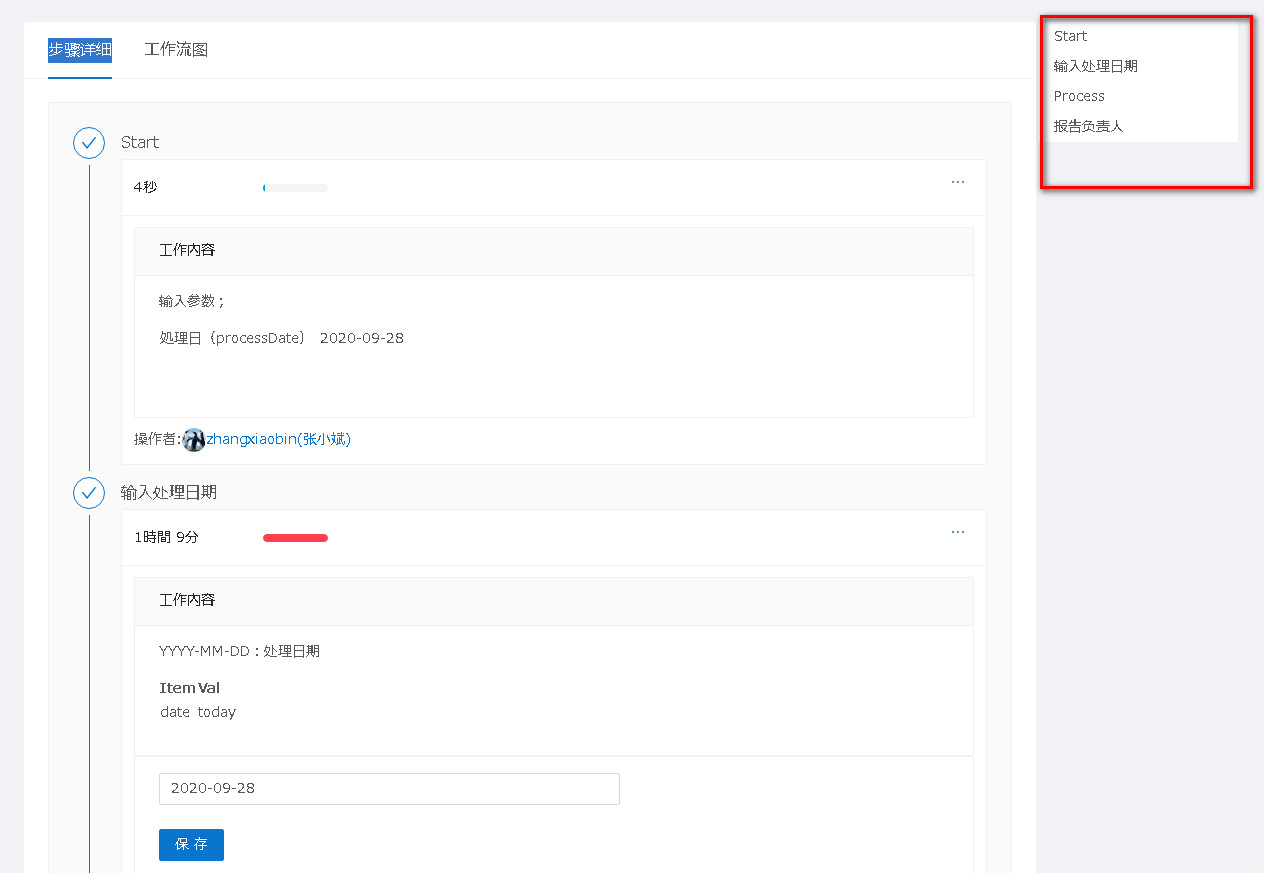 步骤详细 工作流图
Start
4秒
...
工作内容
输入参数；
処理日（processDate） 2020-09-28
操作者:zhangxiaobin(张小斌)
输入处理日期
1時間 9分
...
工作内容
YYYY-MM-DD：处理日期
Item Val
date today
2020-09-28
保 存
Start
输入处理日期
Process
报告负责人